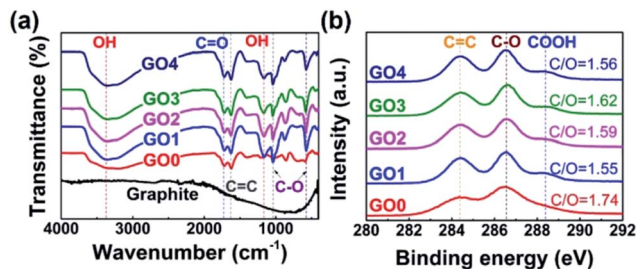 (a)
OH
C=O
OH
GO4
GO3
GO2
GO1
GO0
Graphite
C=C
C-O
Transmittance (%)
4000 3000 2000 1000
Wavenumber (cm⁻¹)
(b)
C=C C-O COOH
GO4 C/O=1.56
GO3 C/O=1.62
GO2 C/O=1.59
GO1 C/O=1.55
GO0 C/O=1.74
Intensity (a.u.)
280 282 284 286 288 290 292
Binding energy (eV)